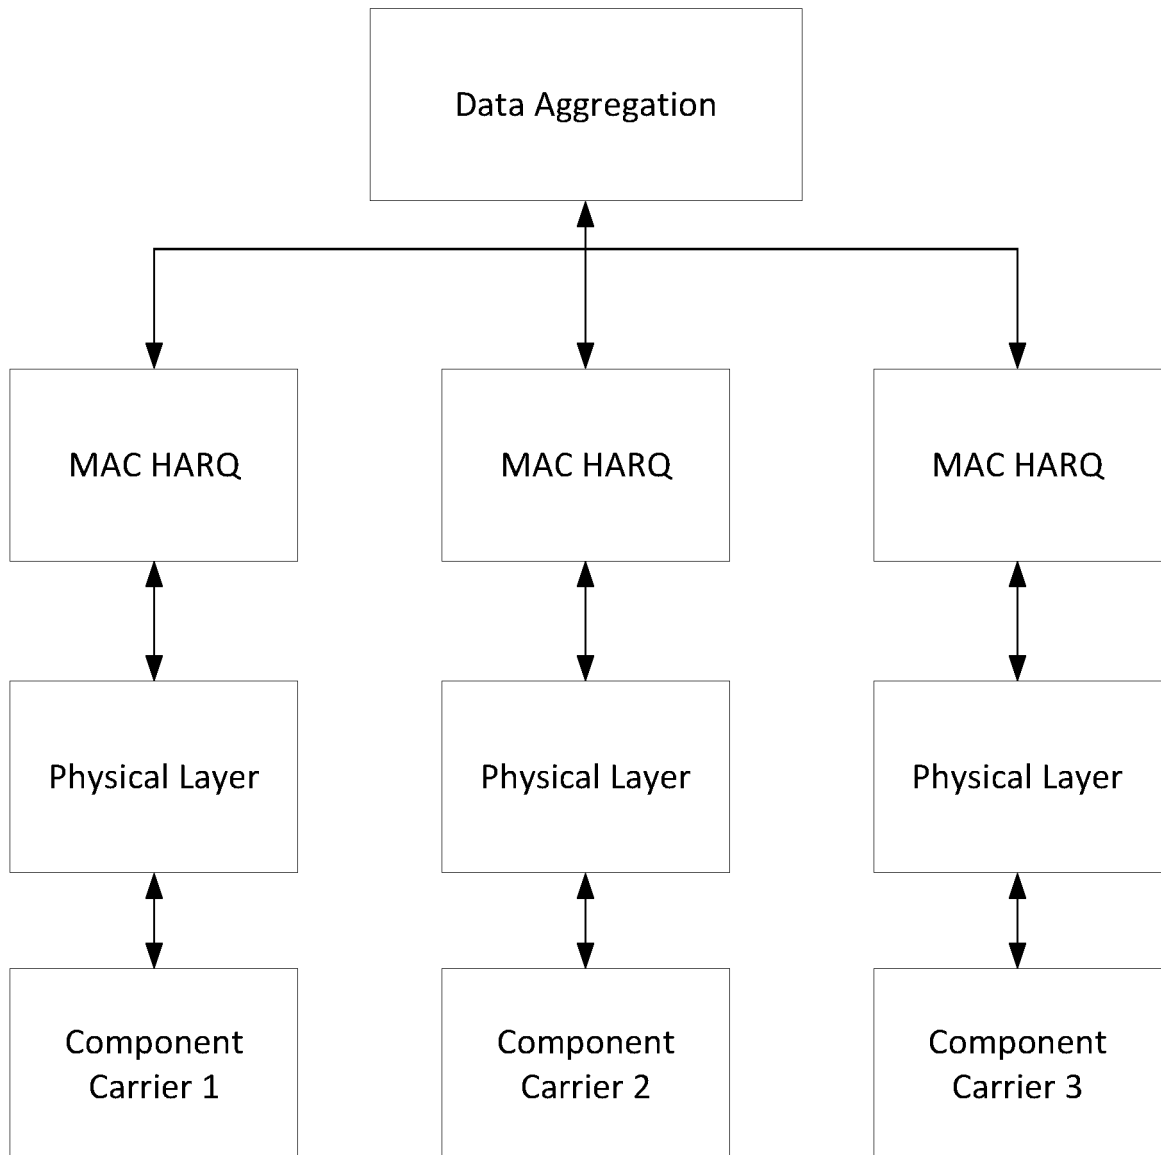 Data Aggregation
MAC HARQ
MAC HARQ
MAC HARQ
Physical Layer
Physical Layer
Physical Layer
Component
Carrier 1
Component
Carrier 2
Component
Carrier 3